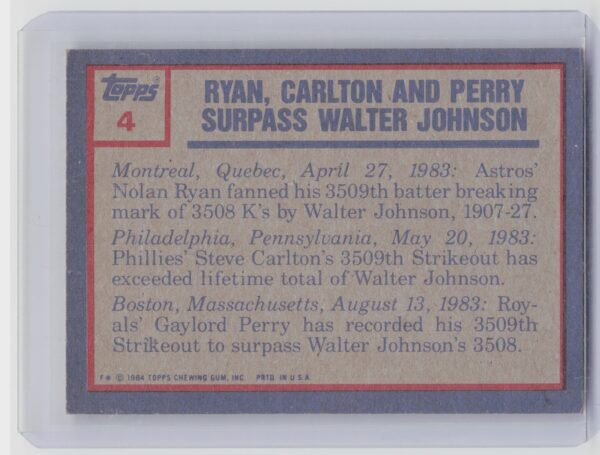 Topps
4
RYAN, CARLTON AND PERRY
SURPASS WALTER JOHNSON
Montreal, Quebec, April 27, 1983: Astros'
Nolan Ryan fanned his 3509th batter breaking
mark of 3508 K's by Walter Johnson, 1907-27.
Philadelphia, Pennsylvania, May 20, 1983:
Phillies' Steve Carlton's 3509th Strikeout has
exceeded lifetime total of Walter Johnson.
Boston, Massachusetts, August 13, 1983: Roy-
als' Gaylord Perry has recorded his 3509th
Strikeout to surpass Walter Johnson's 3508.
F* © 1984 TOPPS CHEWING GUM, INC. PRTD. IN U.S.A.